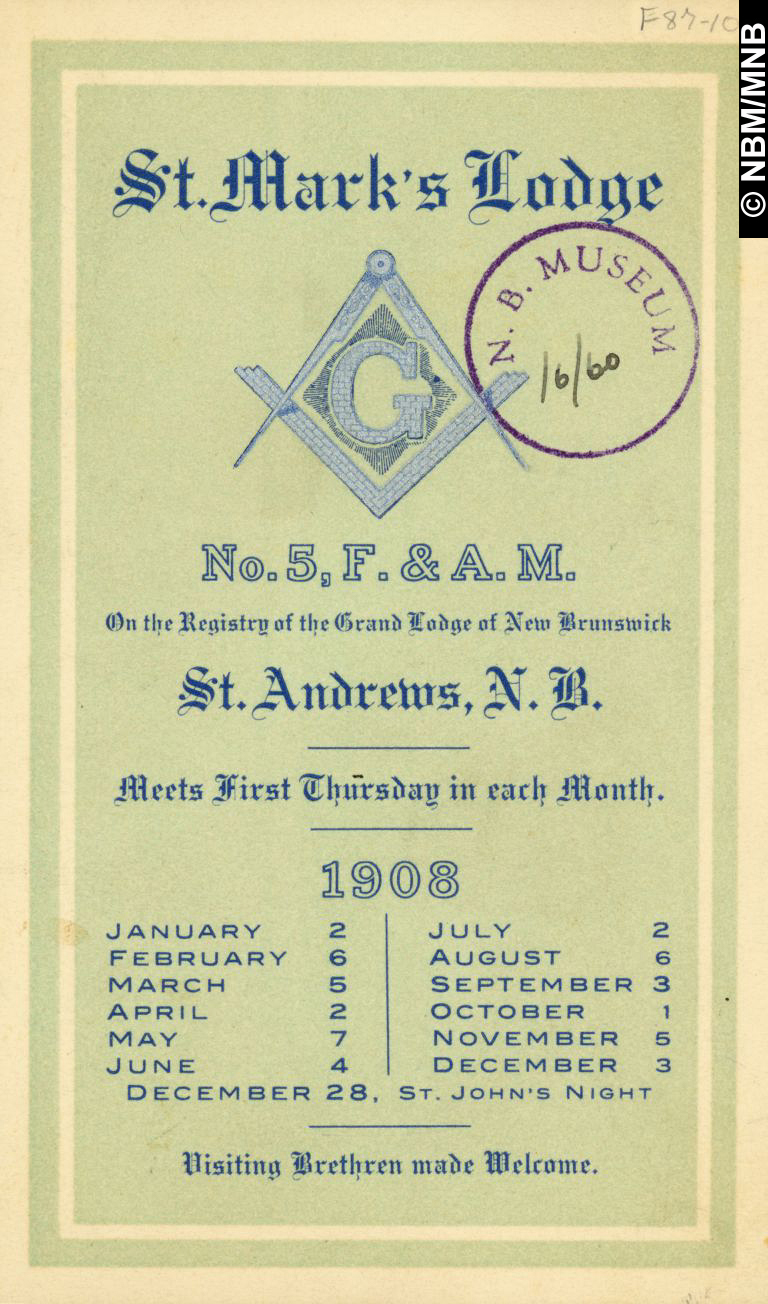 F87-10
© NBM/MNB
St. Mark's Lodge
N. B. MUSEUM
1/6/60
G
No. 5, F. & A. M.
On the Registry of the Grand Lodge of New Brunswick
St. Andrews, N. B.
Meets First Thursday in each Month.
1908
JANUARY 2 JULY 2
FEBRUARY 6 AUGUST 6
MARCH 5 SEPTEMBER 3
APRIL 2 OCTOBER 1
MAY 7 NOVEMBER 5
JUNE 4 DECEMBER 3
DECEMBER 28, ST. JOHN'S NIGHT
Visiting Brethren made Welcome.